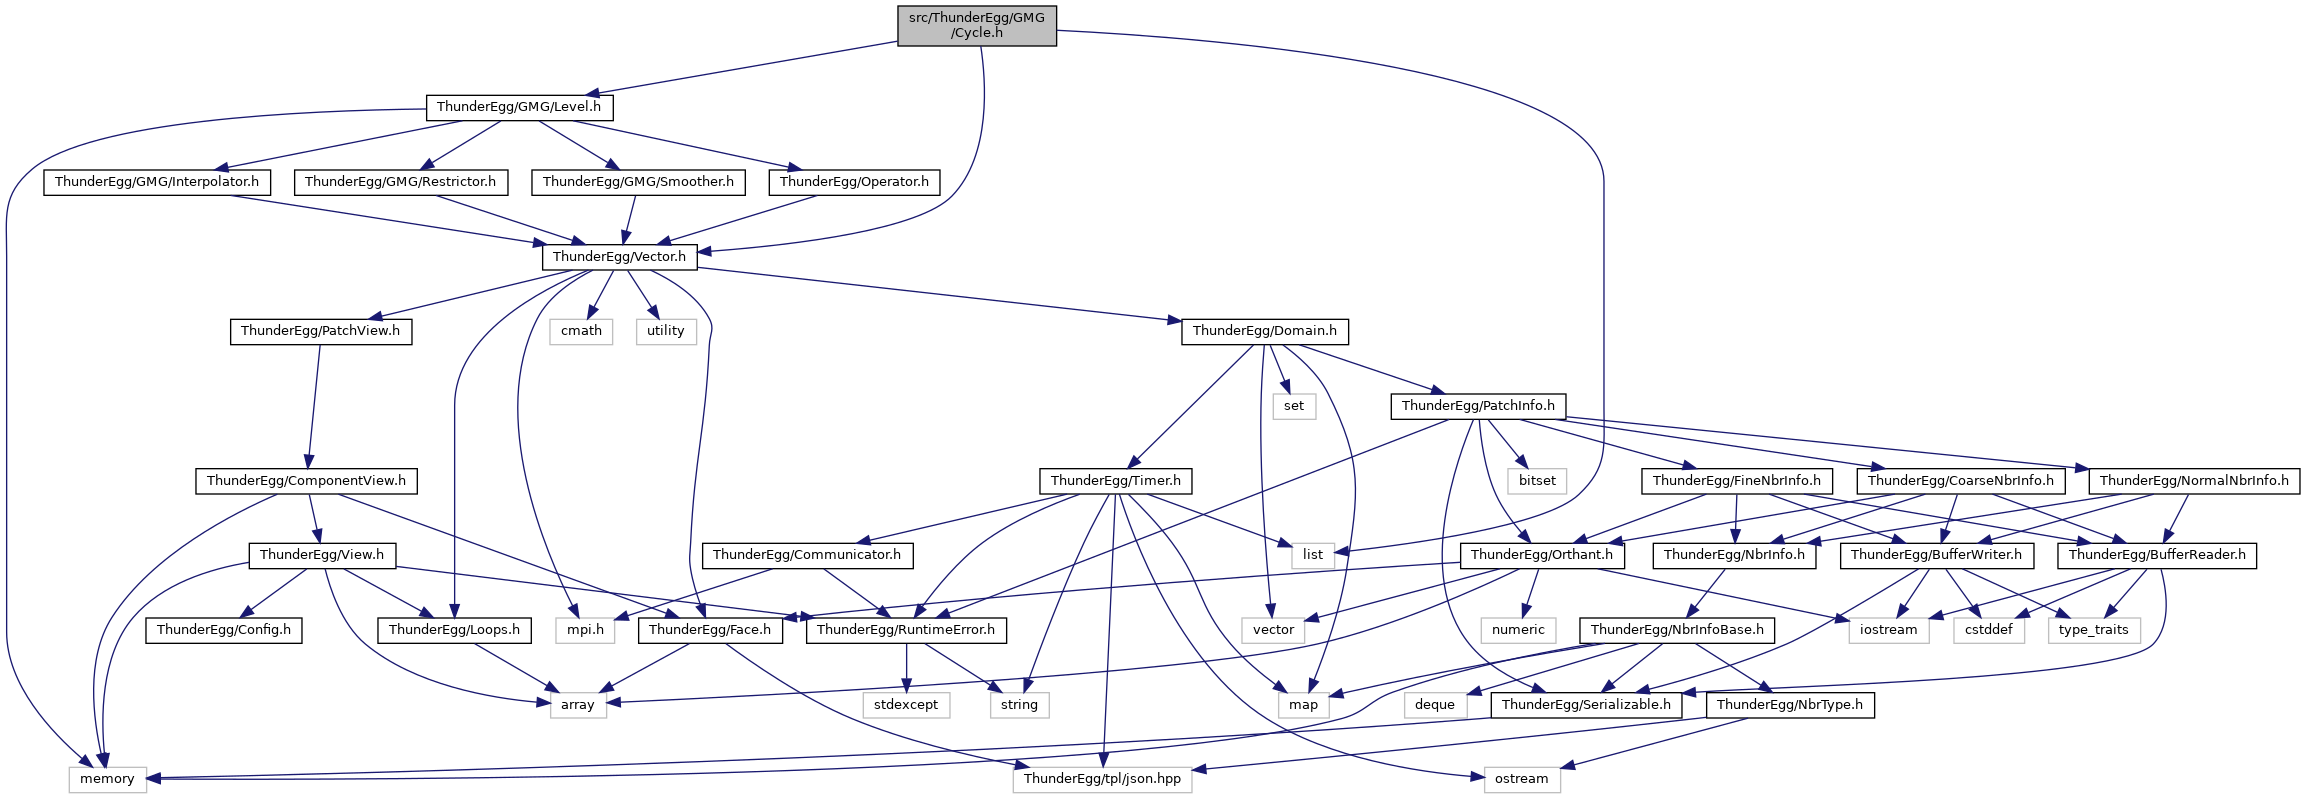 src/ThunderEgg/GMG
/Cycle.h
ThunderEgg/GMG/Level.h
ThunderEgg/GMG/Interpolator.h
ThunderEgg/GMG/Restrictor.h
ThunderEgg/GMG/Smoother.h
ThunderEgg/Operator.h
ThunderEgg/Vector.h
ThunderEgg/PatchView.h
cmath
utility
ThunderEgg/Domain.h
set
ThunderEgg/PatchInfo.h
ThunderEgg/ComponentView.h
ThunderEgg/Timer.h
bitset
ThunderEgg/FineNbrInfo.h
ThunderEgg/CoarseNbrInfo.h
ThunderEgg/NormalNbrInfo.h
ThunderEgg/View.h
ThunderEgg/Communicator.h
list
ThunderEgg/Orthant.h
ThunderEgg/NbrInfo.h
ThunderEgg/BufferWriter.h
ThunderEgg/BufferReader.h
ThunderEgg/Config.h
ThunderEgg/Loops.h
mpi.h
ThunderEgg/Face.h
ThunderEgg/RuntimeError.h
vector
numeric
ThunderEgg/NbrInfoBase.h
iostream
cstddef
type_traits
array
stdexcept
string
map
deque
ThunderEgg/Serializable.h
ThunderEgg/NbrType.h
memory
ThunderEgg/tpl/json.hpp
ostream